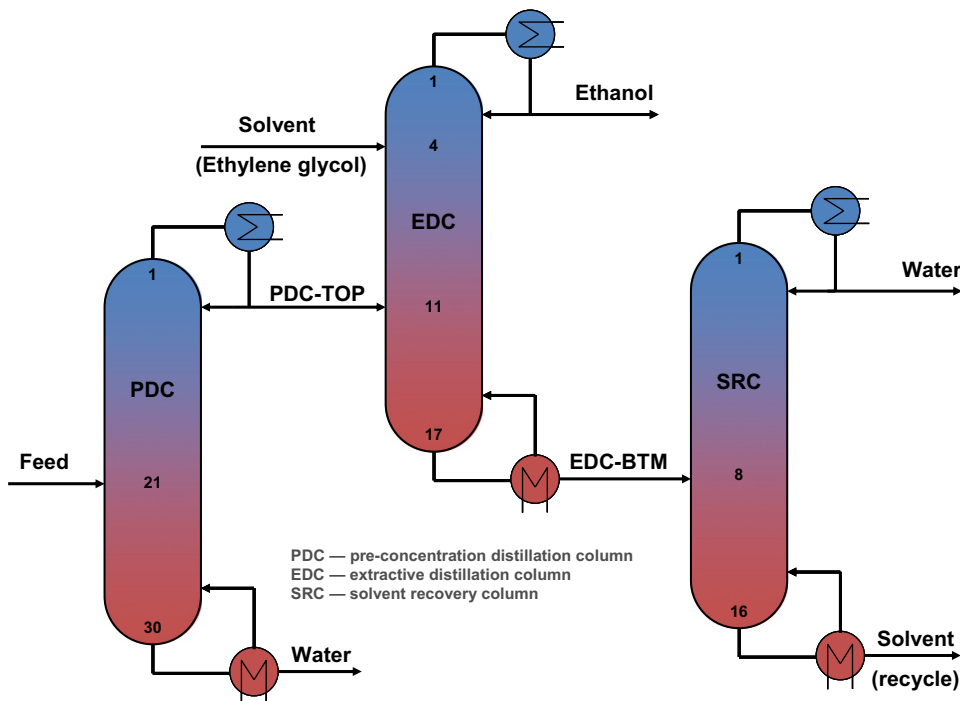 1
Ethanol
Solvent
(Ethylene glycol)
4
EDC
1
1
PDC-TOP
11
Water
PDC
SRC
17
Feed
EDC-BTM
21
8
PDC — pre-concentration distillation column
EDC — extractive distillation column
SRC — solvent recovery column
16
30
Water
Solvent
(recycle)